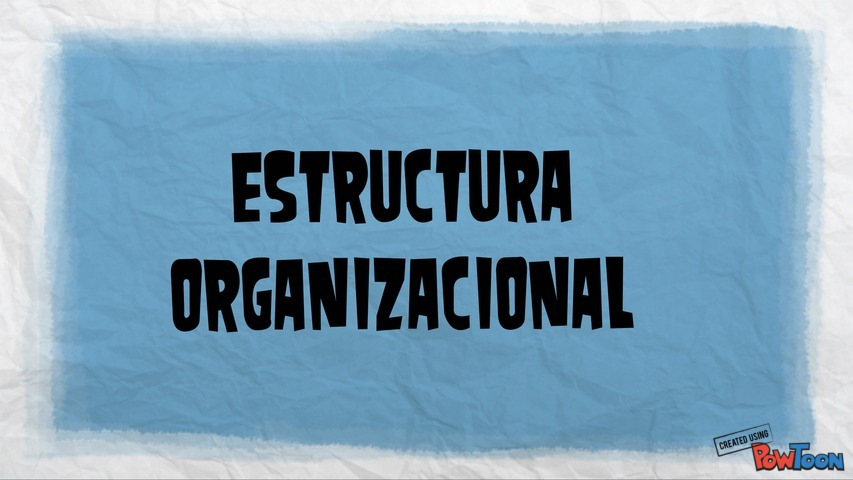 ESTRUCTURA
ORGANIZACIONAL
CREATED USING
POWTOON